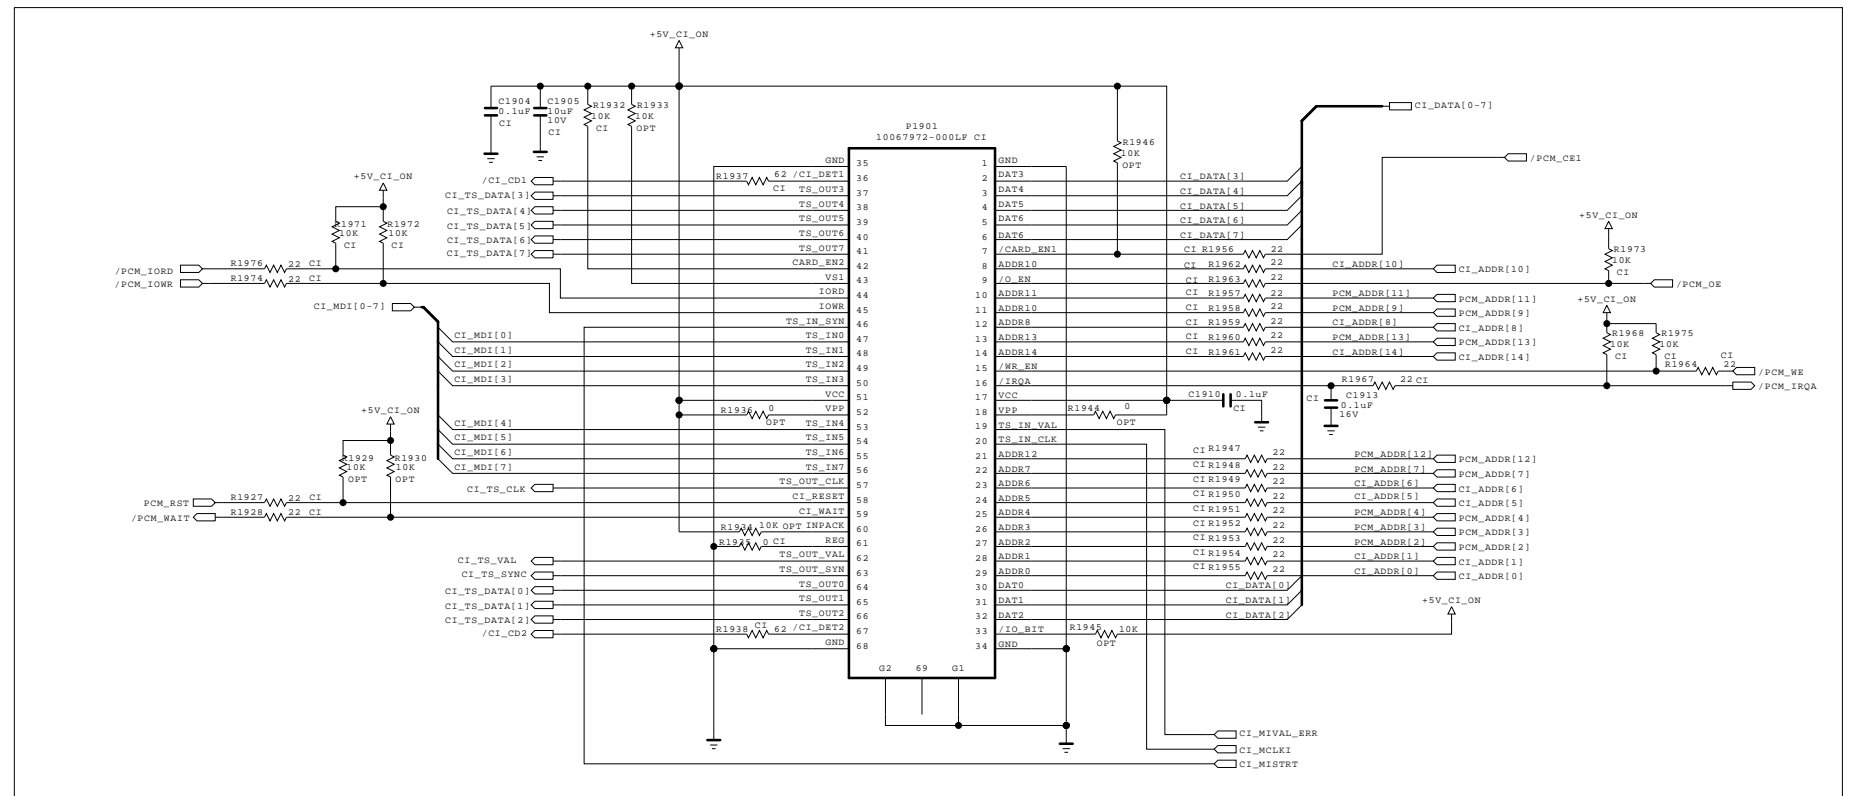 +5V_CI_ON
C1904
0.1uF
CI
C1905
10uF
10V
CI
R1932
10K
CI
R1933
10K
OPT
P1901
10067972-000LF CI
R1946
10K
OPT
CI_DATA[0-7]
/PCM_CE1
+5V_CI_ON
R1971
10K
CI
R1972
10K
CI
/PCM_IORD R1976 22 CI
/PCM_IOWR R1974 22 CI
CI_MDI[0-7]
+5V_CI_ON
R1929
10K
OPT
R1930
10K
OPT
PCM_RST R1927 22 CI
/PCM_WAIT R1928 22 CI
GND 35
/CI_CD1 R1937 62 CI /CI_DET1 36
CI_TS_DATA[3] TS_OUT3 37
CI_TS_DATA[4] TS_OUT4 38
CI_TS_DATA[5] TS_OUT5 39
CI_TS_DATA[6] TS_OUT6 40
CI_TS_DATA[7] TS_OUT7 41
CARD_EN2 42
VS1 43
IORD 44
IOWR 45
TS_IN_SYN 46
CI_MDI[0] TS_IN0 47
CI_MDI[1] TS_IN1 48
CI_MDI[2] TS_IN2 49
CI_MDI[3] TS_IN3 50
VCC 51
R1936 0 OPT VPP 52
CI_MDI[4] TS_IN4 53
CI_MDI[5] TS_IN5 54
CI_MDI[6] TS_IN6 55
CI_MDI[7] TS_IN7 56
CI_TS_CLK TS_OUT_CLK 57
CI_RESET 58
CI_WAIT 59
R1934 10K OPT INPACK 60
R1935 0 CI REG 61
CI_TS_VAL TS_OUT_VAL 62
CI_TS_SYNC TS_OUT_SYN 63
CI_TS_DATA[0] TS_OUT0 64
CI_TS_DATA[1] TS_OUT1 65
CI_TS_DATA[2] TS_OUT2 66
/CI_CD2 R1938 CI 62 /CI_DET2 67
GND 68
1 GND
2 DAT3 CI_DATA[3]
3 DAT4 CI_DATA[4]
4 DAT5 CI_DATA[5]
5 DAT6 CI_DATA[6]
6 DAT6 CI_DATA[7]
7 /CARD_EN1 CI R1956 22
8 ADDR10 CI R1962 22 CI_ADDR[10] CI_ADDR[10]
9 /O_EN CI R1963 22
10 ADDR11 CI R1957 22 PCM_ADDR[11] PCM_ADDR[11]
11 ADDR10 CI R1958 22 PCM_ADDR[9] PCM_ADDR[9]
12 ADDR8 CI R1959 22 CI_ADDR[8] CI_ADDR[8]
13 ADDR13 CI R1960 22 PCM_ADDR[13] PCM_ADDR[13]
14 ADDR14 CI R1961 22 CI_ADDR[14] CI_ADDR[14]
15 /WR_EN
16 /IRQA R1967 22 CI
17 VCC C1910 0.1uF CI
18 VPP R1944 0 OPT
19 TS_IN_VAL
20 TS_IN_CLK
21 ADDR12 CI R1947 22 PCM_ADDR[12] PCM_ADDR[12]
22 ADDR7 CI R1948 22 PCM_ADDR[7] PCM_ADDR[7]
23 ADDR6 CI R1949 22 CI_ADDR[6] CI_ADDR[6]
24 ADDR5 CI R1950 22 CI_ADDR[5] CI_ADDR[5]
25 ADDR4 CI R1951 22 PCM_ADDR[4] PCM_ADDR[4]
26 ADDR3 CI R1952 22 PCM_ADDR[3] PCM_ADDR[3]
27 ADDR2 CI R1953 22 PCM_ADDR[2] PCM_ADDR[2]
28 ADDR1 CI R1954 22 CI_ADDR[1] CI_ADDR[1]
29 ADDR0 CI R1955 22 CI_ADDR[0] CI_ADDR[0]
30 DAT0 CI_DATA[0]
31 DAT1 CI_DATA[1]
32 DAT2 CI_DATA[2]
33 /IO_BIT R1945 10K OPT
34 GND
+5V_CI_ON
R1973
10K
CI
/PCM_OE
+5V_CI_ON
R1968
10K
CI
R1975
10K
CI
R1964 CI 22 /PCM_WE
/PCM_IRQA
CI C1913
0.1uF
16V
+5V_CI_ON
G2 69 G1
CI_MIVAL_ERR
CI_MCLKI
CI_MISTRT